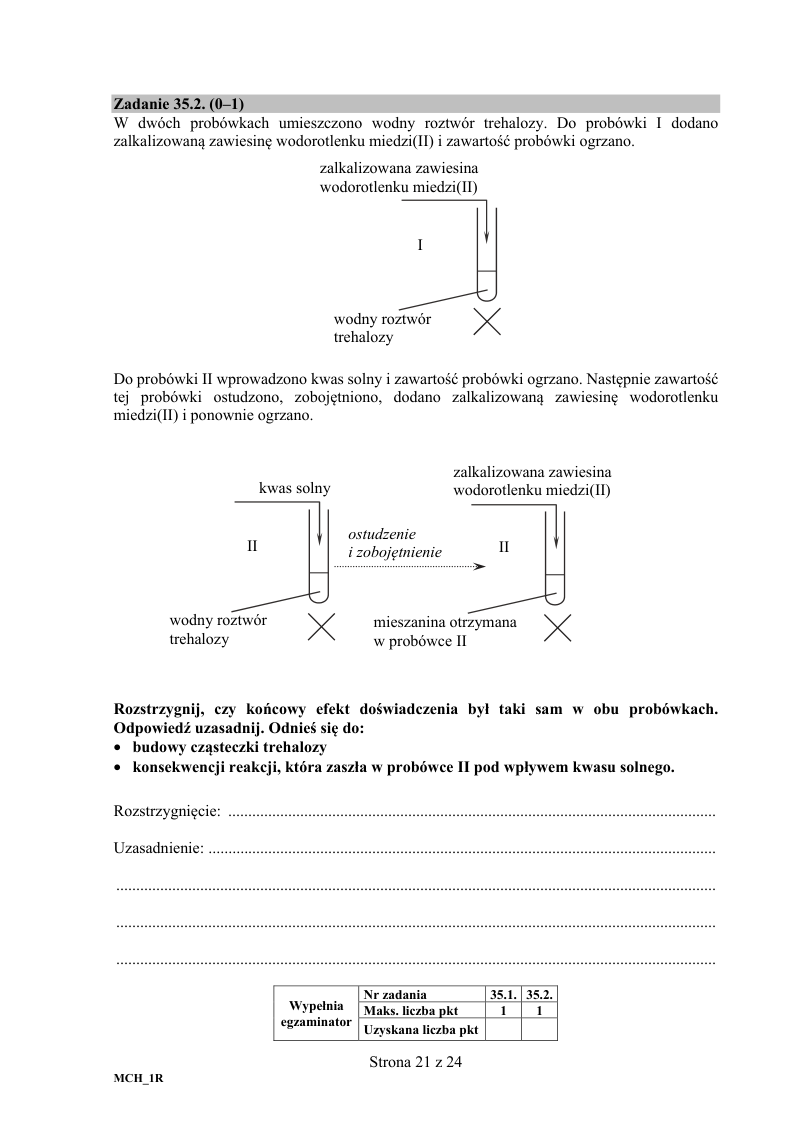 Zadanie 35.2. (0–1)
W dwóch probówkach umieszczono wodny roztwór trehalozy. Do probówki I dodano
zalkalizowaną zawiesinę wodorotlenku miedzi(II) i zawartość probówki ogrzano.
zalkalizowana zawiesina
wodorotlenku miedzi(II)
I
wodny roztwór
trehalozy
Do probówki II wprowadzono kwas solny i zawartość probówki ogrzano. Następnie zawartość
tej probówki ostudzono, zobojętniono, dodano zalkalizowaną zawiesinę wodorotlenku
miedzi(II) i ponownie ogrzano.
kwas solny
II
wodny roztwór
trehalozy
ostudzenie
i zobojętnienie
zalkalizowana zawiesina
wodorotlenku miedzi(II)
II
mieszanina otrzymana
w probówce II
Rozstrzygnij, czy końcowy efekt doświadczenia był taki sam w obu probówkach.
Odpowiedź uzasadnij. Odnieś się do:
• budowy cząsteczki trehalozy
• konsekwencji reakcji, która zaszła w probówce II pod wpływem kwasu solnego.
Rozstrzygnięcie: ..........................................................................................................................
Uzasadnienie: ...............................................................................................................................
......................................................................................................................................................
......................................................................................................................................................
......................................................................................................................................................
Wypełnia
egzaminator
Nr zadania 35.1. 35.2.
Maks. liczba pkt 1 1
Uzyskana liczba pkt
Strona 21 z 24
MCH_1R